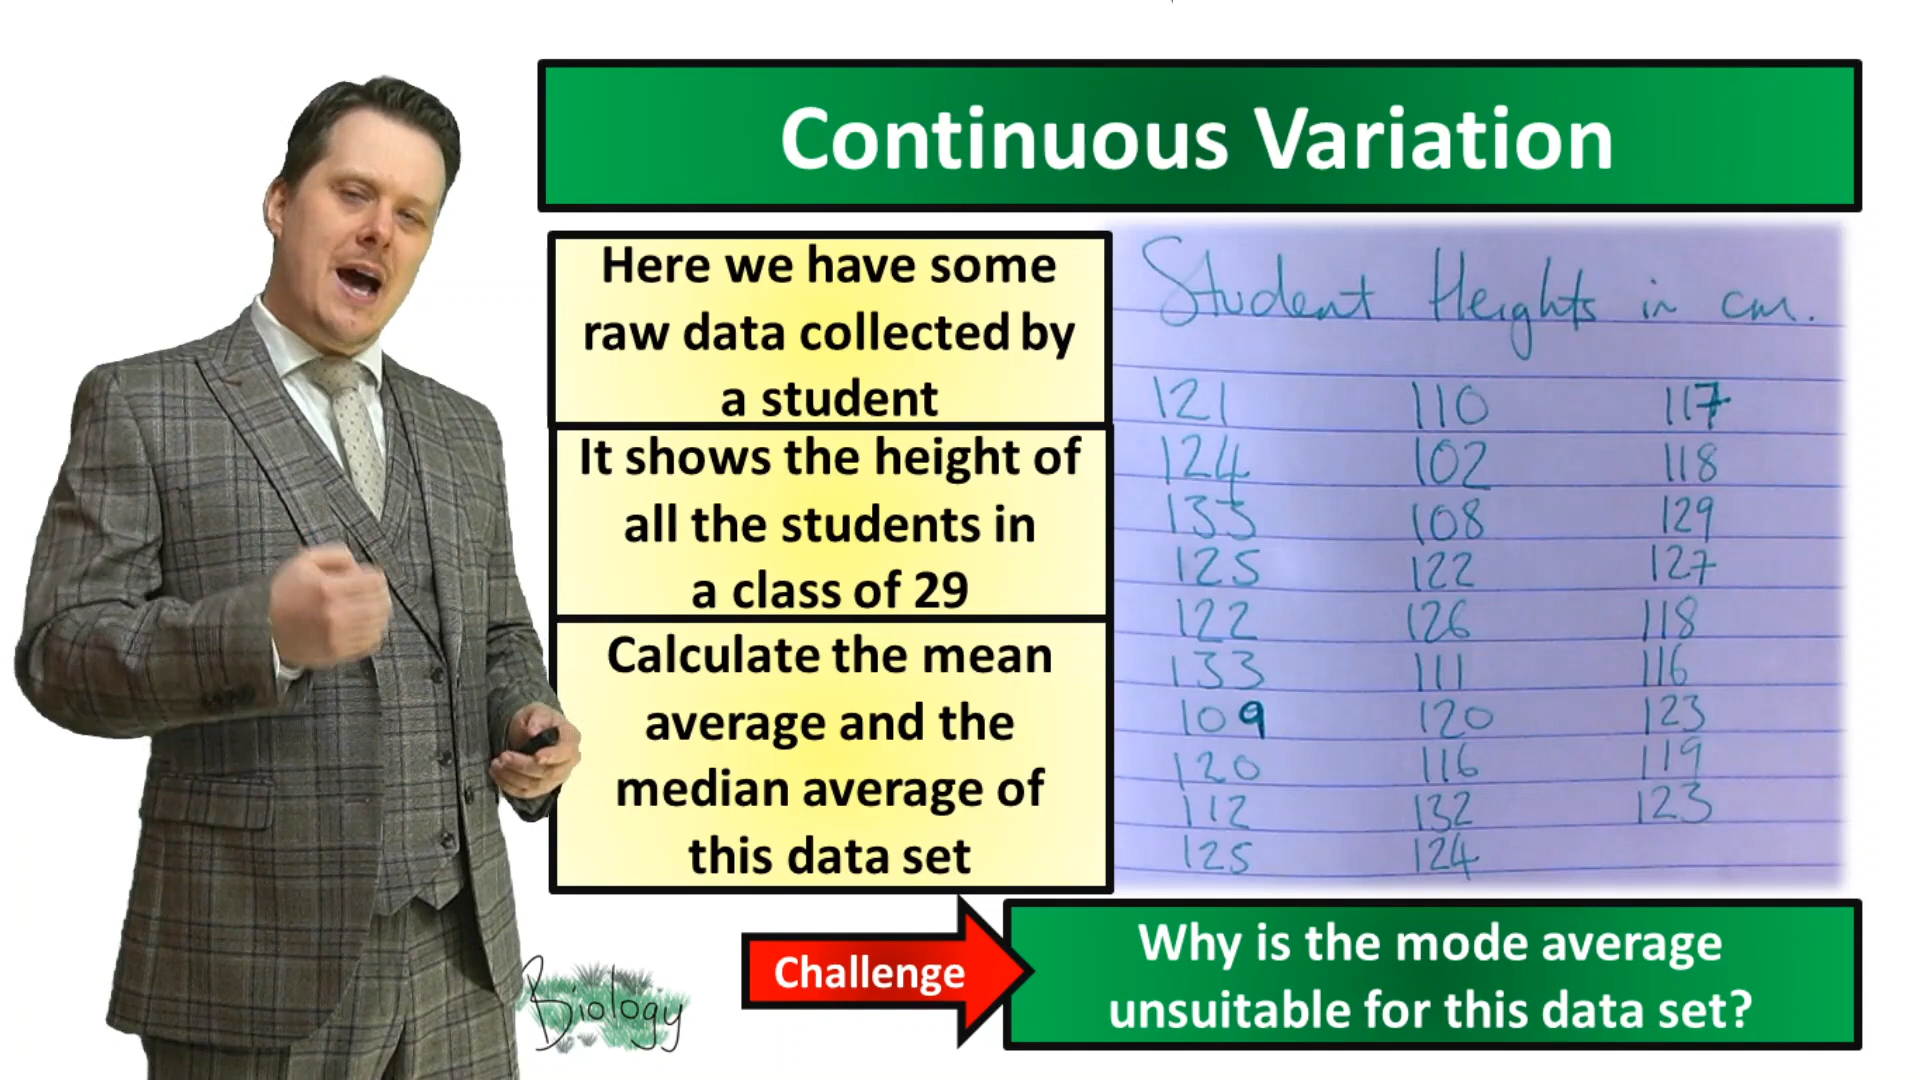 Continuous Variation
Here we have some
raw data collected by
a student
It shows the height of
all the students in
a class of 29
Calculate the mean
average and the
median average of
this data set
Student Heights in cm.
121 110 117
124 102 118
135 108 129
125 122 127
122 126 118
133 111 116
109 120 123
120 116 119
112 132 123
125 124
Challenge
Why is the mode average
unsuitable for this data set?
Biology